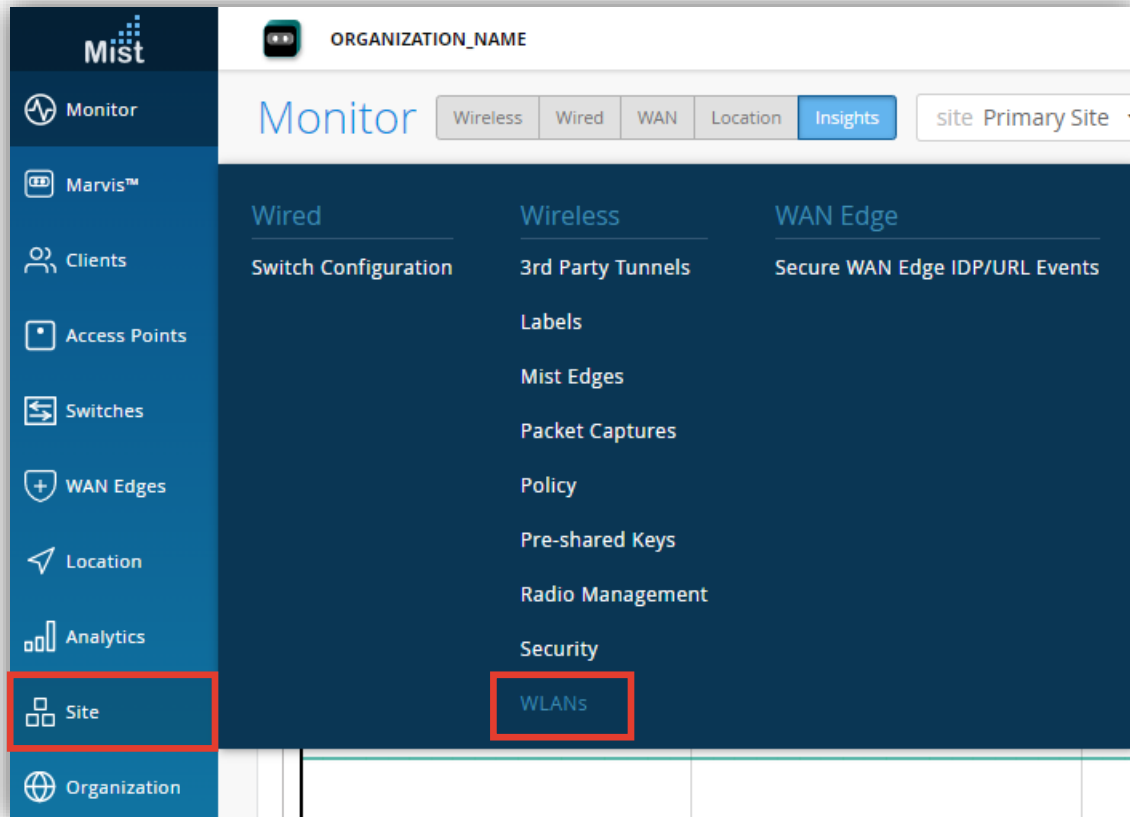 Mist
ORGANIZATION_NAME
Monitor
Marvis™
Clients
Access Points
Switches
WAN Edges
Location
Analytics
Site
Organization
Monitor Wireless Wired WAN Location Insights site Primary Site
Wired
Switch Configuration
Wireless
3rd Party Tunnels
Labels
Mist Edges
Packet Captures
Policy
Pre-shared Keys
Radio Management
Security
WLANs
WAN Edge
Secure WAN Edge IDP/URL Events